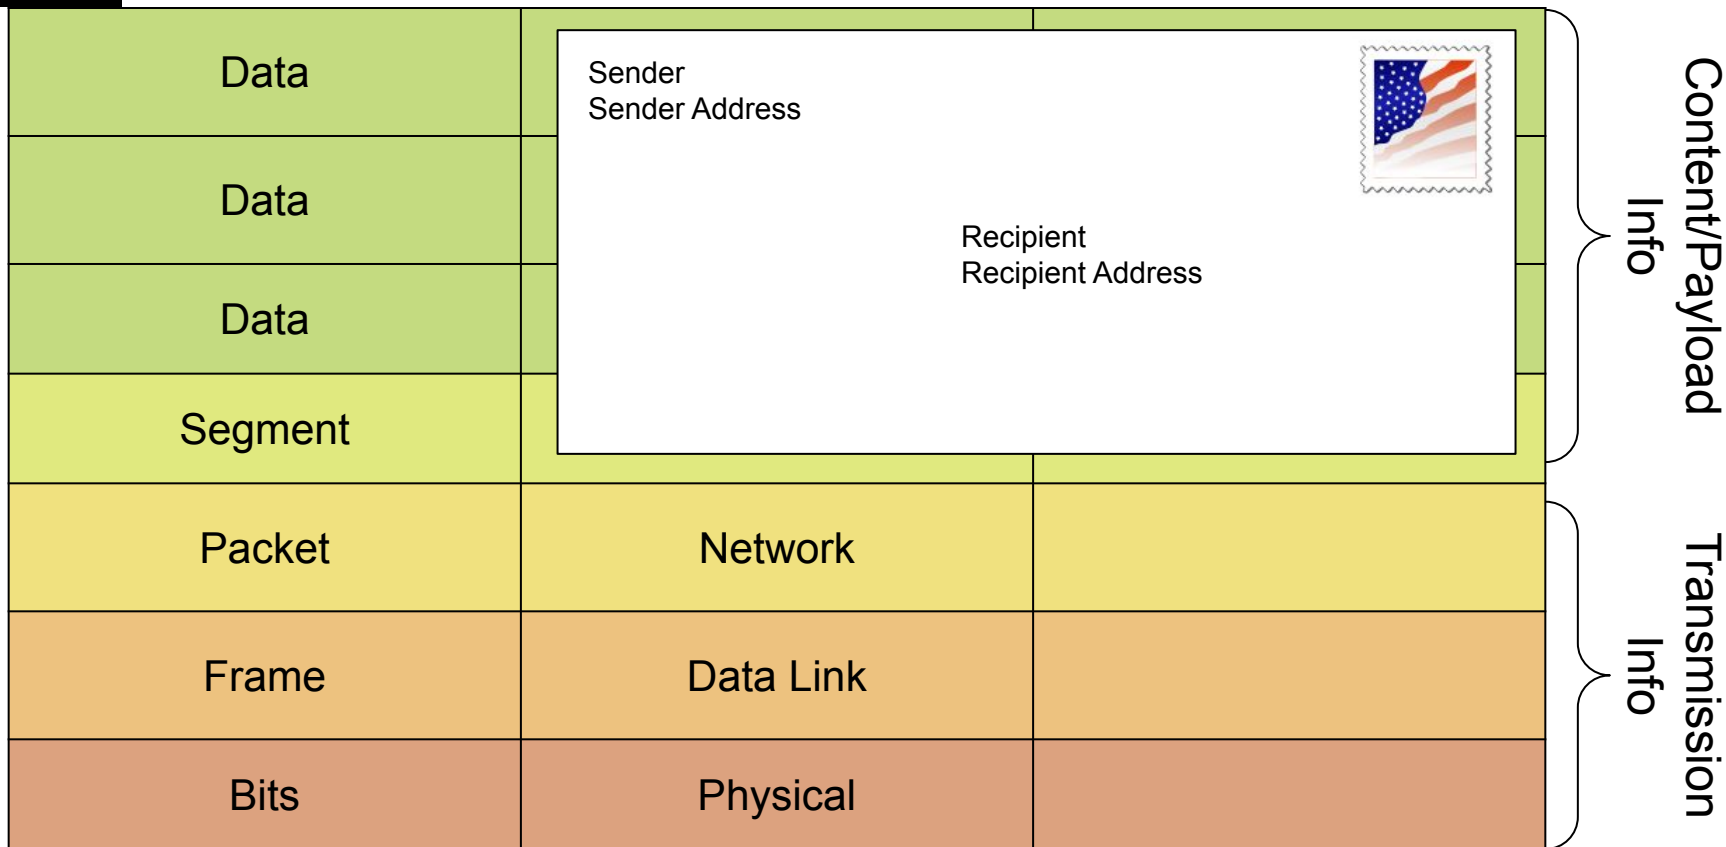 Data
Sender
Sender Address
Data
Recipient
Recipient Address
Data
Segment
Packet Network
Frame Data Link
Bits Physical
Content/Payload
Info
Transmission
Info